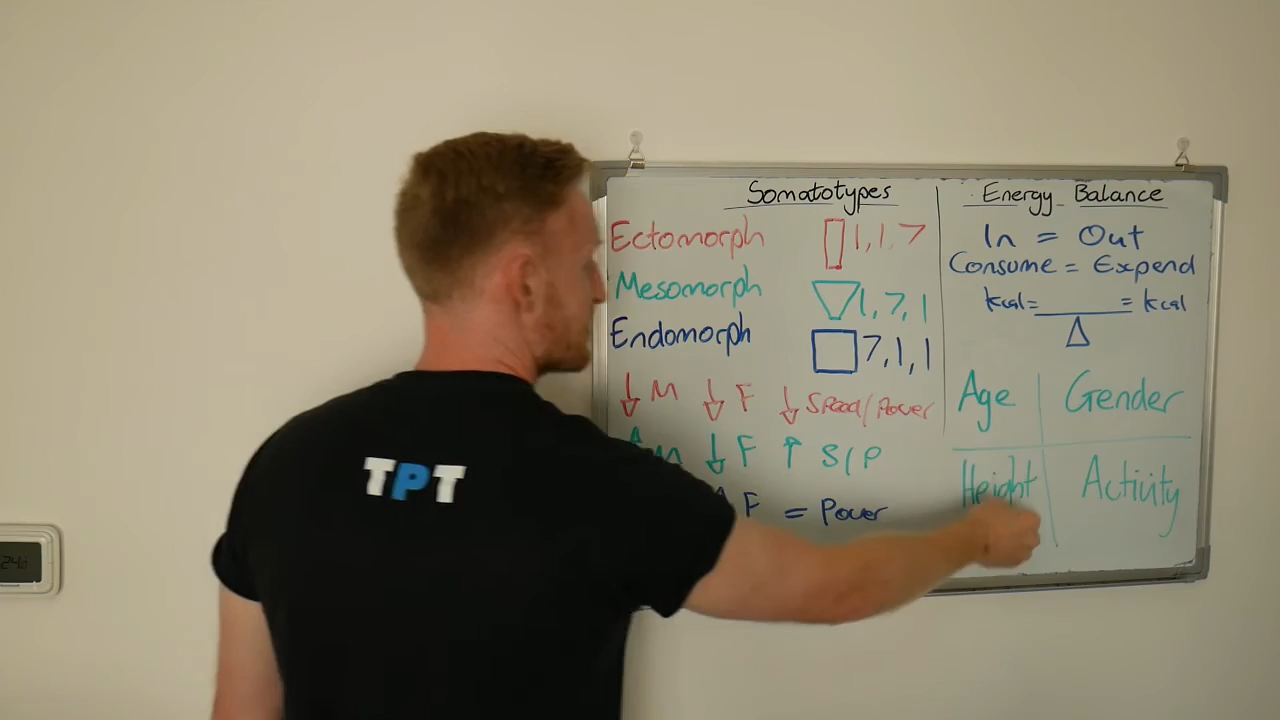 Somatotypes
Ectomorph 1, 1, 7
Mesomorph 1, 7, 1
Endomorph 7, 1, 1
↓ M ↓ F ↓ Speed/Power
M ↓ F ↑ S/P
F = Power
Energy Balance
In = Out
Consume = Expend
kcal = = kcal
Age Gender
Height Activity
TPT